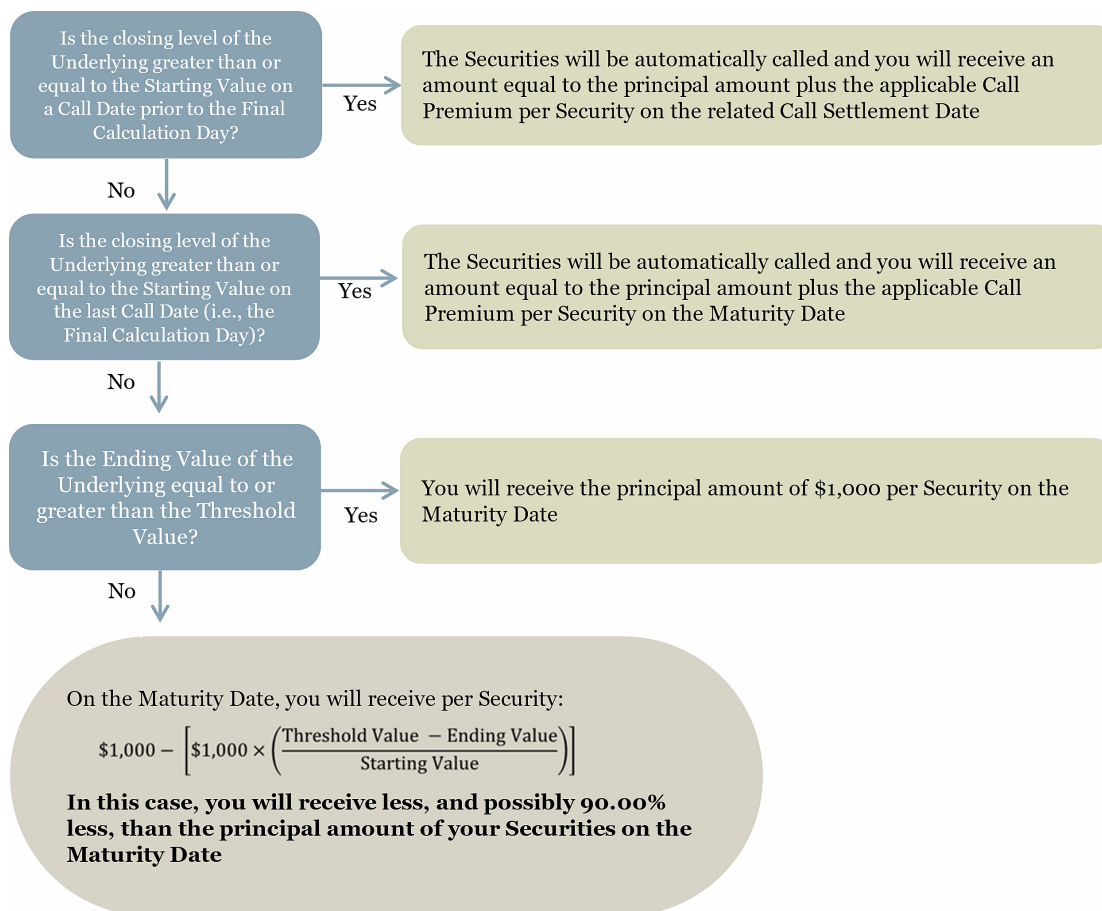 Is the closing level of the
Underlying greater than or
equal to the Starting Value on
a Call Date prior to the Final
Calculation Day?
Yes
The Securities will be automatically called and you will receive an
amount equal to the principal amount plus the applicable Call
Premium per Security on the related Call Settlement Date
No
Is the closing level of the
Underlying greater than or
equal to the Starting Value on
the last Call Date (i.e., the
Final Calculation Day)?
Yes
The Securities will be automatically called and you will receive an
amount equal to the principal amount plus the applicable Call
Premium per Security on the Maturity Date
No
Is the Ending Value of the
Underlying equal to or
greater than the Threshold
Value?
Yes
You will receive the principal amount of $1,000 per Security on the
Maturity Date
No
On the Maturity Date, you will receive per Security:
$1,000 − [$1,000 × (Threshold Value − Ending Value / Starting Value)]
In this case, you will receive less, and possibly 90.00%
less, than the principal amount of your Securities on the
Maturity Date